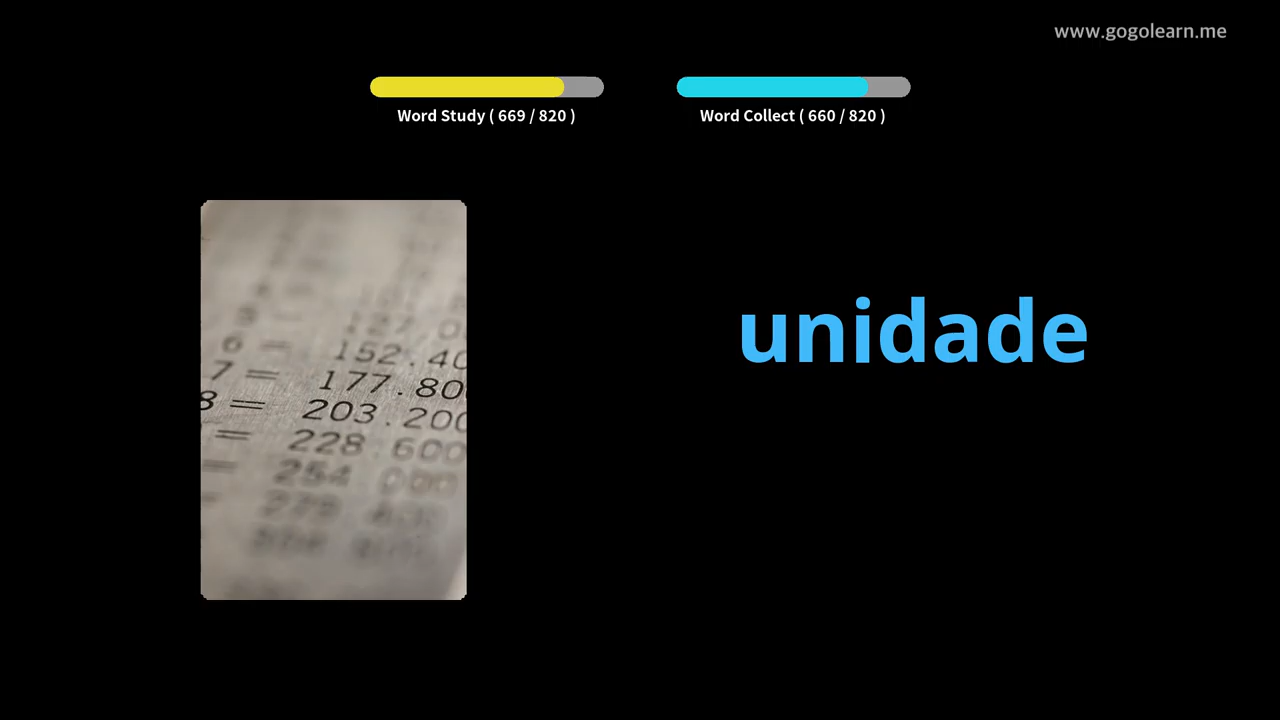 www.gogolearn.me
Word Study ( 669 / 820 )
Word Collect ( 660 / 820 )
unidade
6 = 152.40
7 = 177.80
8 = 203.200
= 228.600
= 254 000